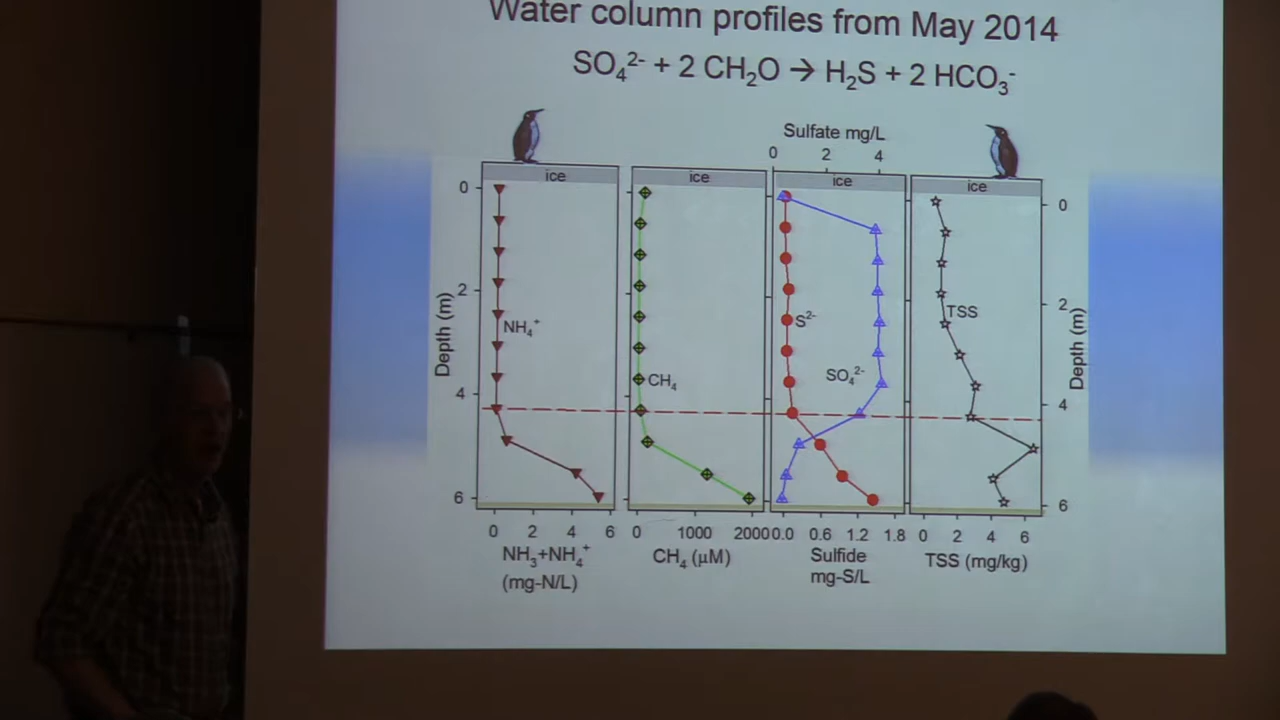 Water column profiles from May 2014
SO₄²⁻ + 2 CH₂O → H₂S + 2 HCO₃⁻
Sulfate mg/L
0 2 4
ice ice ice ice
0
2
4
6
Depth (m)
NH₄⁺
CH₄
S²⁻
SO₄²⁻
TSS
0
2
4
6
Depth (m)
0 2 4 6
NH₃+NH₄⁺
(mg-N/L)
0 1000 2000
CH₄ (µM)
0.0 0.6 1.2 1.8
Sulfide
mg-S/L
0 2 4 6
TSS (mg/kg)